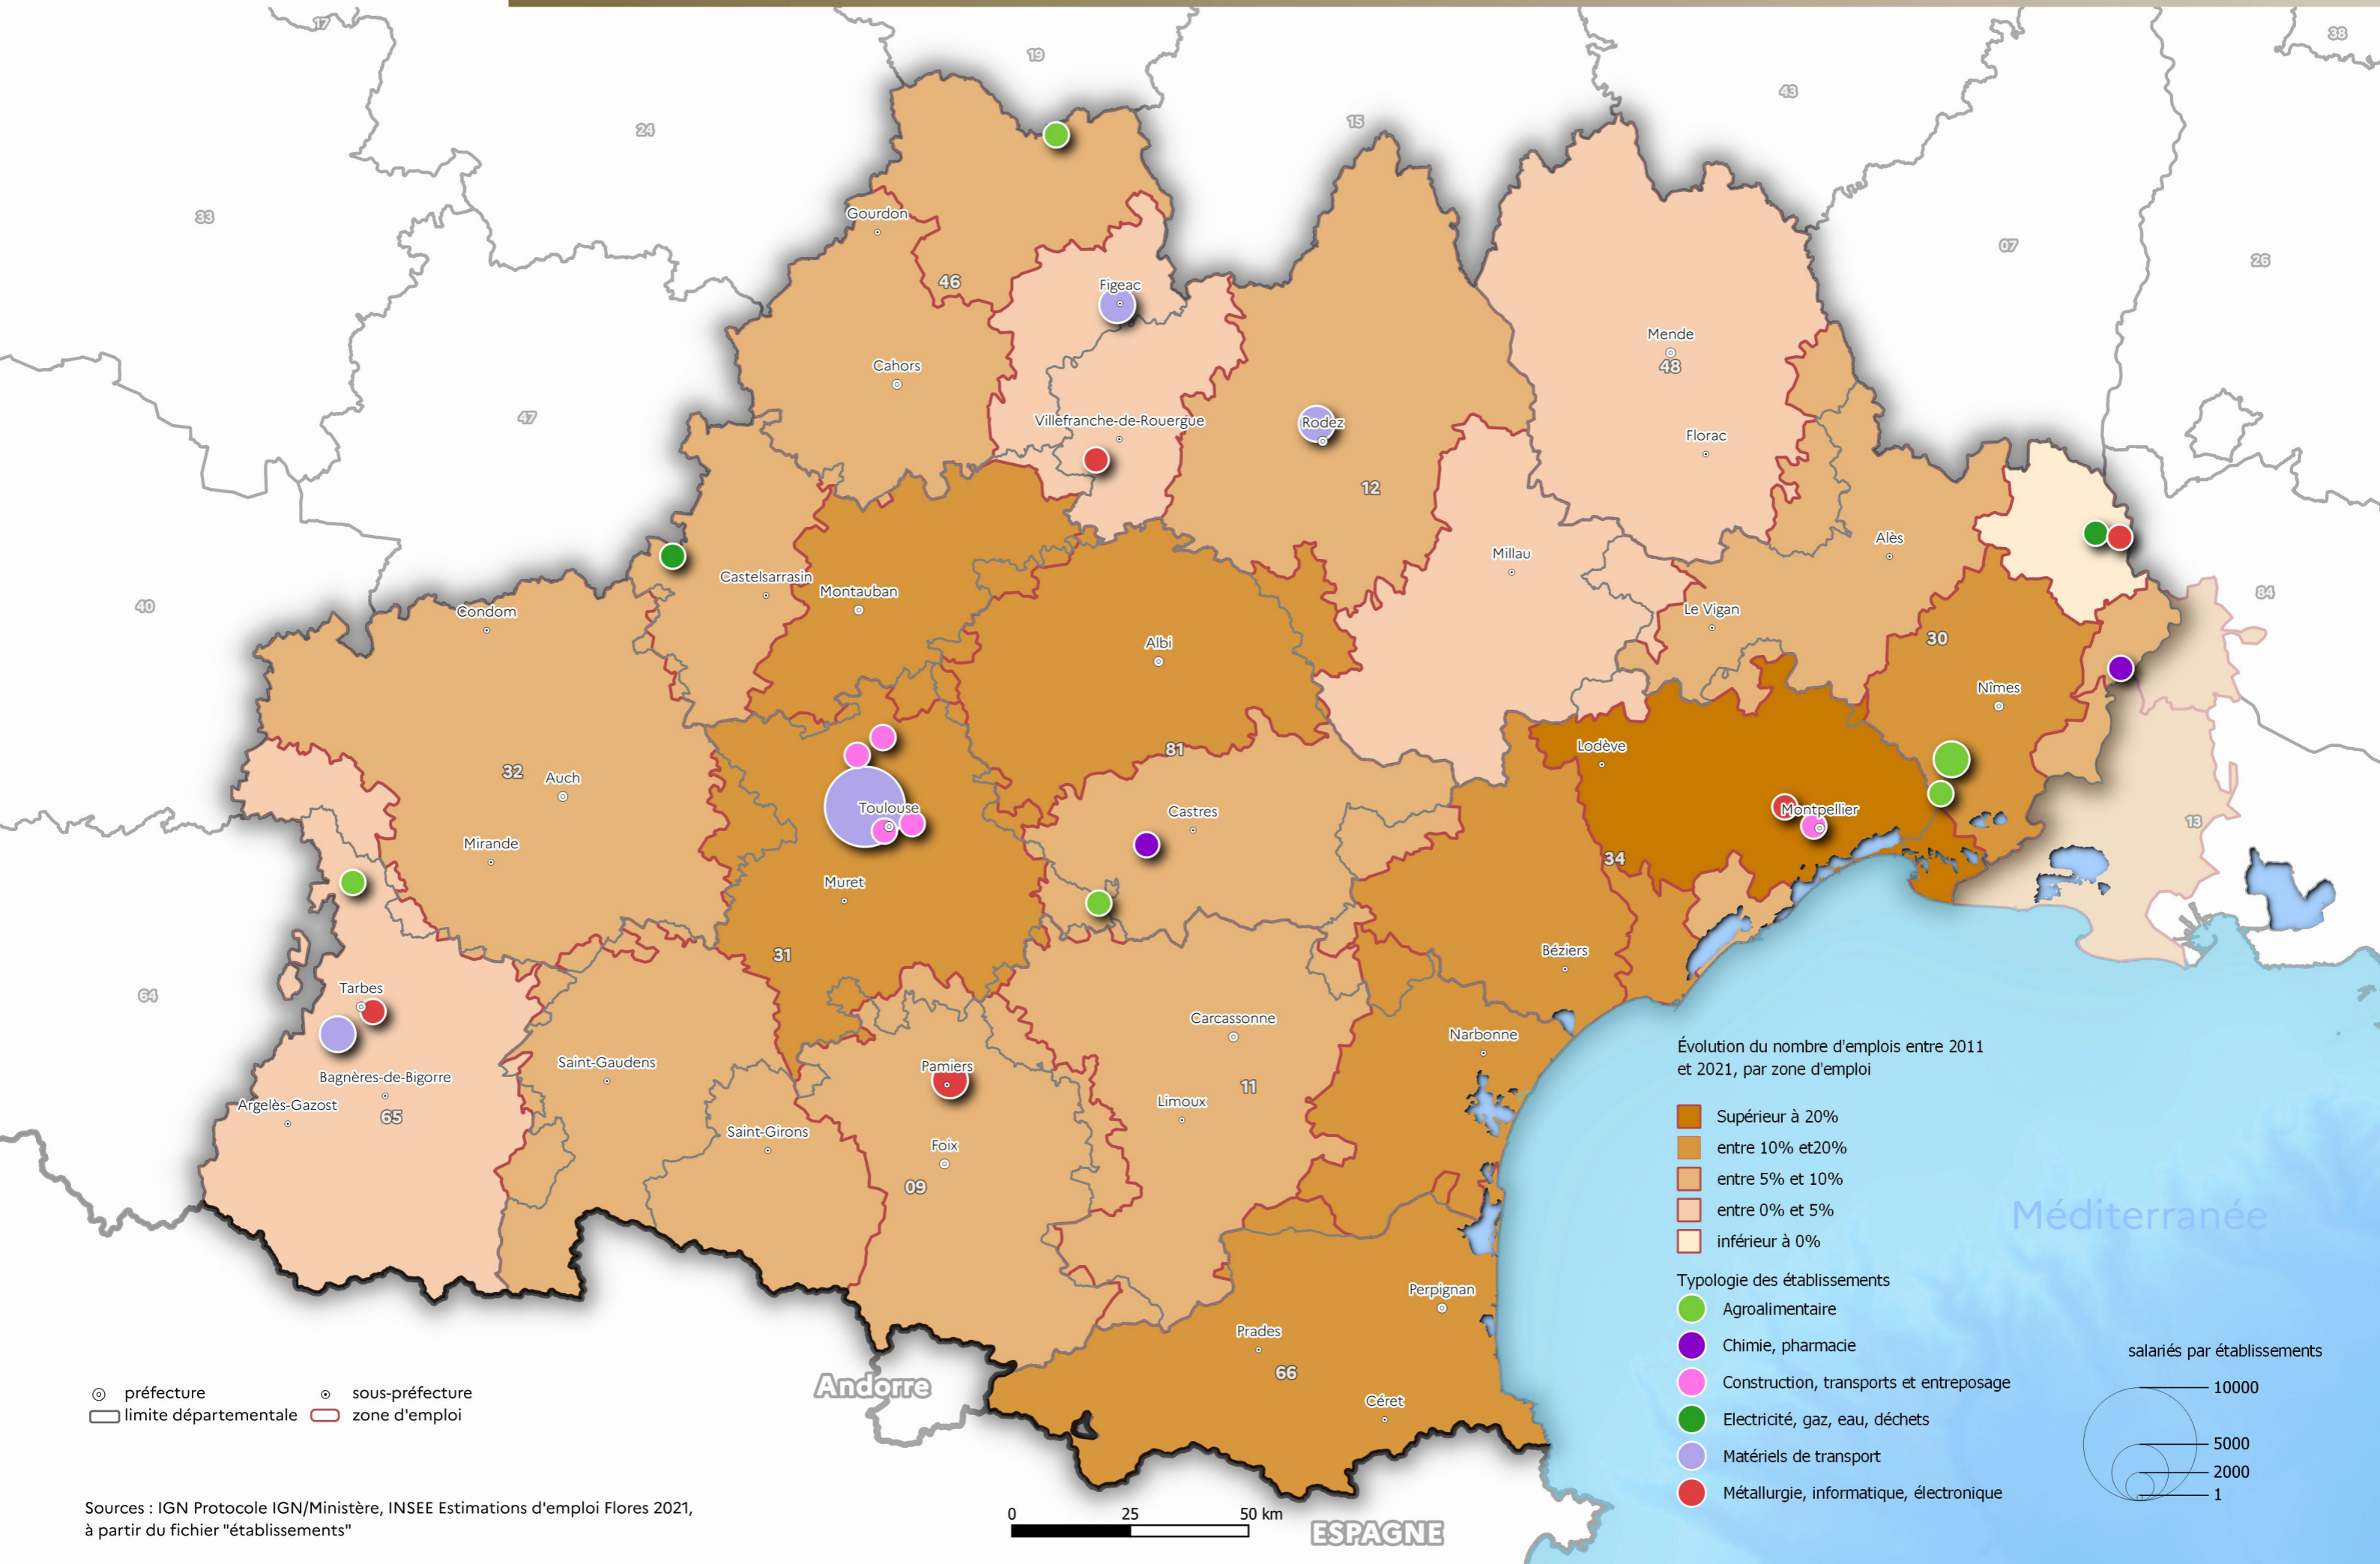 17
19
38
43
24
15
33
Gourdon
07
26
46
Figeac
Mende
48
Cahors
47
Villefranche-de-Rouergue
Rodez
Florac
12
Alès
Millau
Castelsarrasin
Montauban
40
Condom
Le Vigan
84
30
Albi
Nîmes
81
Lodève
32
Auch
Toulouse
Castres
Montpellier
13
Mirande
34
Muret
31
Béziers
64
Tarbes
Carcassonne
Narbonne
Saint-Gaudens
Pamiers
Bagnères-de-Bigorre
11
Argelès-Gazost
65
Limoux
Saint-Girons
Foix
09
Perpignan
Prades
66
Céret
Andorre
ESPAGNE
Méditerranée
Évolution du nombre d'emplois entre 2011
et 2021, par zone d'emploi
Supérieur à 20%
entre 10% et20%
entre 5% et 10%
entre 0% et 5%
inférieur à 0%
Typologie des établissements
Agroalimentaire
Chimie, pharmacie
Construction, transports et entreposage
Electricité, gaz, eau, déchets
Matériels de transport
Métallurgie, informatique, électronique
salariés par établissements
10000
5000
2000
1
préfecture
sous-préfecture
limite départementale
zone d'emploi
Sources : IGN Protocole IGN/Ministère, INSEE Estimations d'emploi Flores 2021,
à partir du fichier "établissements"
0 25 50 km